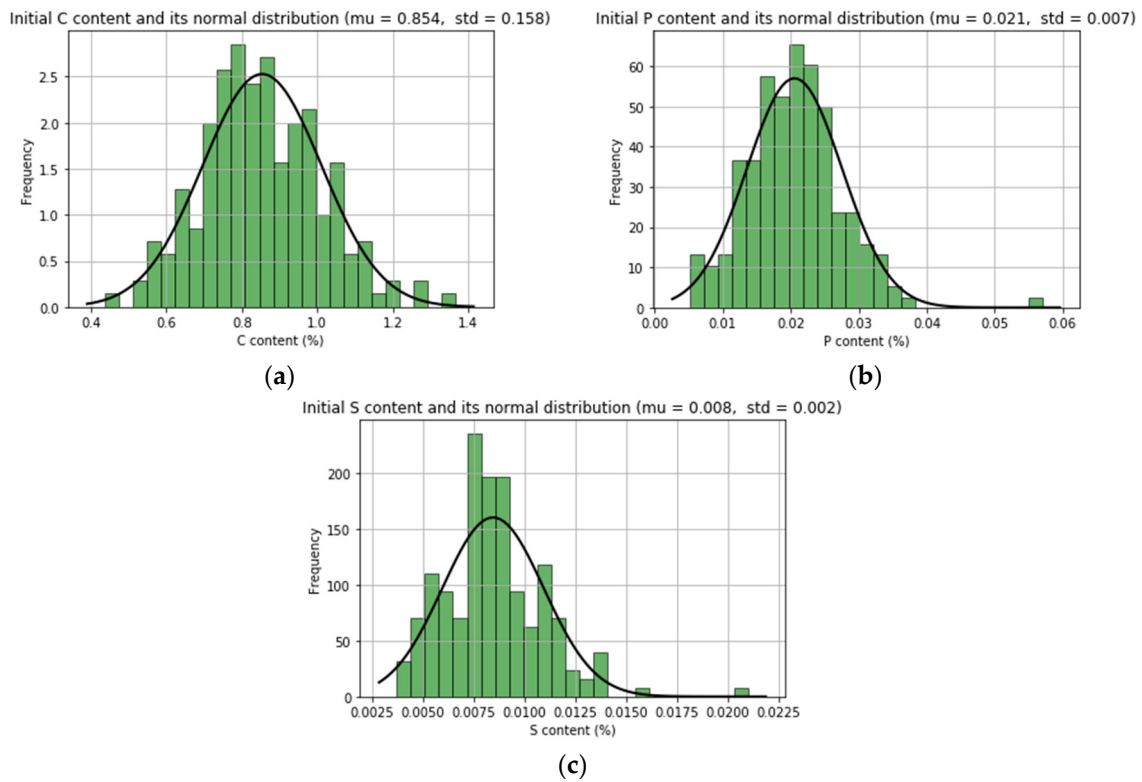 Initial C content and its normal distribution (mu = 0.854,  std = 0.158)
2.5
2.0
1.5
1.0
0.5
0.0
Frequency
0.4 0.6 0.8 1.0 1.2 1.4
C content (%)
(a)
Initial P content and its normal distribution (mu = 0.021,  std = 0.007)
60
50
40
30
20
10
0
Frequency
0.00 0.01 0.02 0.03 0.04 0.05 0.06
P content (%)
(b)
Initial S content and its normal distribution (mu = 0.008,  std = 0.002)
200
150
100
50
0
Frequency
0.0025 0.0050 0.0075 0.0100 0.0125 0.0150 0.0175 0.0200 0.0225
S content (%)
(c)